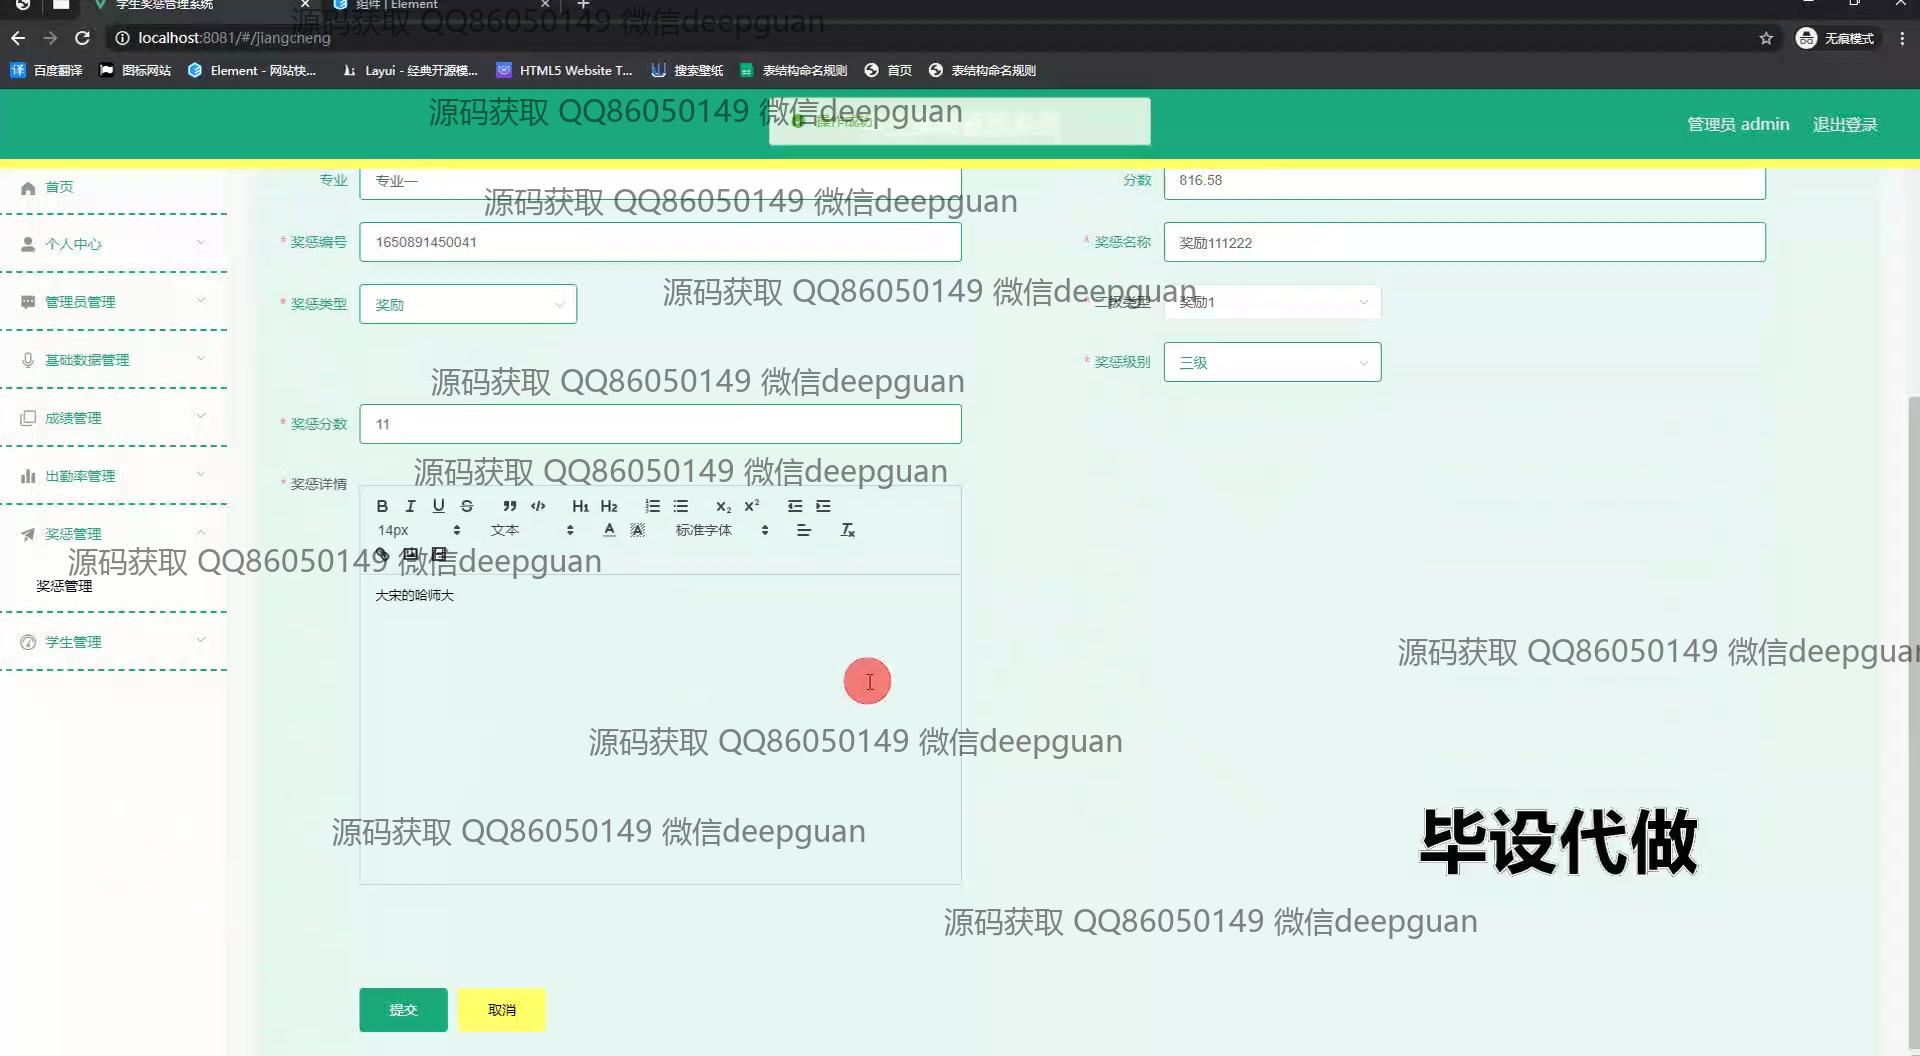 学生奖惩管理系统
组件 | Element
源码获取 QQ86050149 微信deepguan
localhost:8081/#/jiangcheng
无痕模式
百度翻译 图标网站 Element - 网站快... Layui - 经典开源模... HTML5 Website T... 搜索壁纸 表结构命名规则 首页 表结构命名规则
源码获取 QQ86050149 微信deepguan
操作成功
管理员 admin 退出登录
首页
个人中心
管理员管理
基础数据管理
成绩管理
出勤率管理
奖惩管理
奖惩管理
学生管理
专业 专业一
分数 816.58
源码获取 QQ86050149 微信deepguan
* 奖惩编号 1650891450041
* 奖惩名称 奖励111222
* 奖惩类型 奖励
源码获取 QQ86050149 微信deepguan
* 二级类型 奖励1
* 奖惩级别 三级
源码获取 QQ86050149 微信deepguan
* 奖惩分数 11
源码获取 QQ86050149 微信deepguan
* 奖惩详情
B I U S ” </> H1 H2 x₂ x²
14px 文本 A A 标准字体 Tx
源码获取 QQ86050149 微信deepguan
大宋的哈师大
源码获取 QQ86050149 微信deepguan
源码获取 QQ86050149 微信deepguan
源码获取 QQ86050149 微信deepguan
毕设代做
源码获取 QQ86050149 微信deepguan
提交 取消